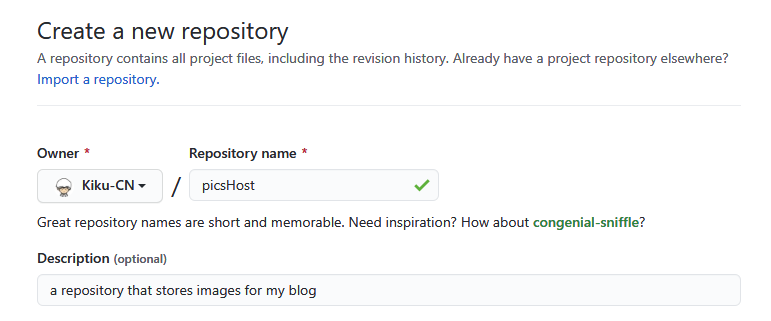 Create a new repository
A repository contains all project files, including the revision history. Already have a project repository elsewhere?
Import a repository.
Owner * Repository name *
Kiku-CN / picsHost
Great repository names are short and memorable. Need inspiration? How about congenial-sniffle?
Description (optional)
a repository that stores images for my blog